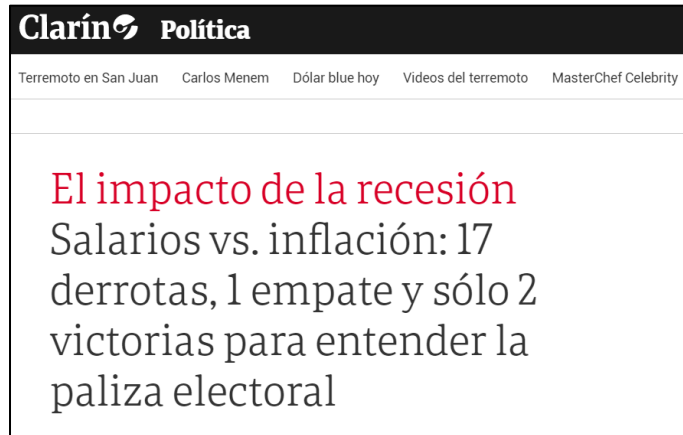 Clarín Política
Terremoto en San Juan Carlos Menem Dólar blue hoy Videos del terremoto MasterChef Celebrity
El impacto de la recesión
Salarios vs. inflación: 17
derrotas, 1 empate y sólo 2
victorias para entender la
paliza electoral